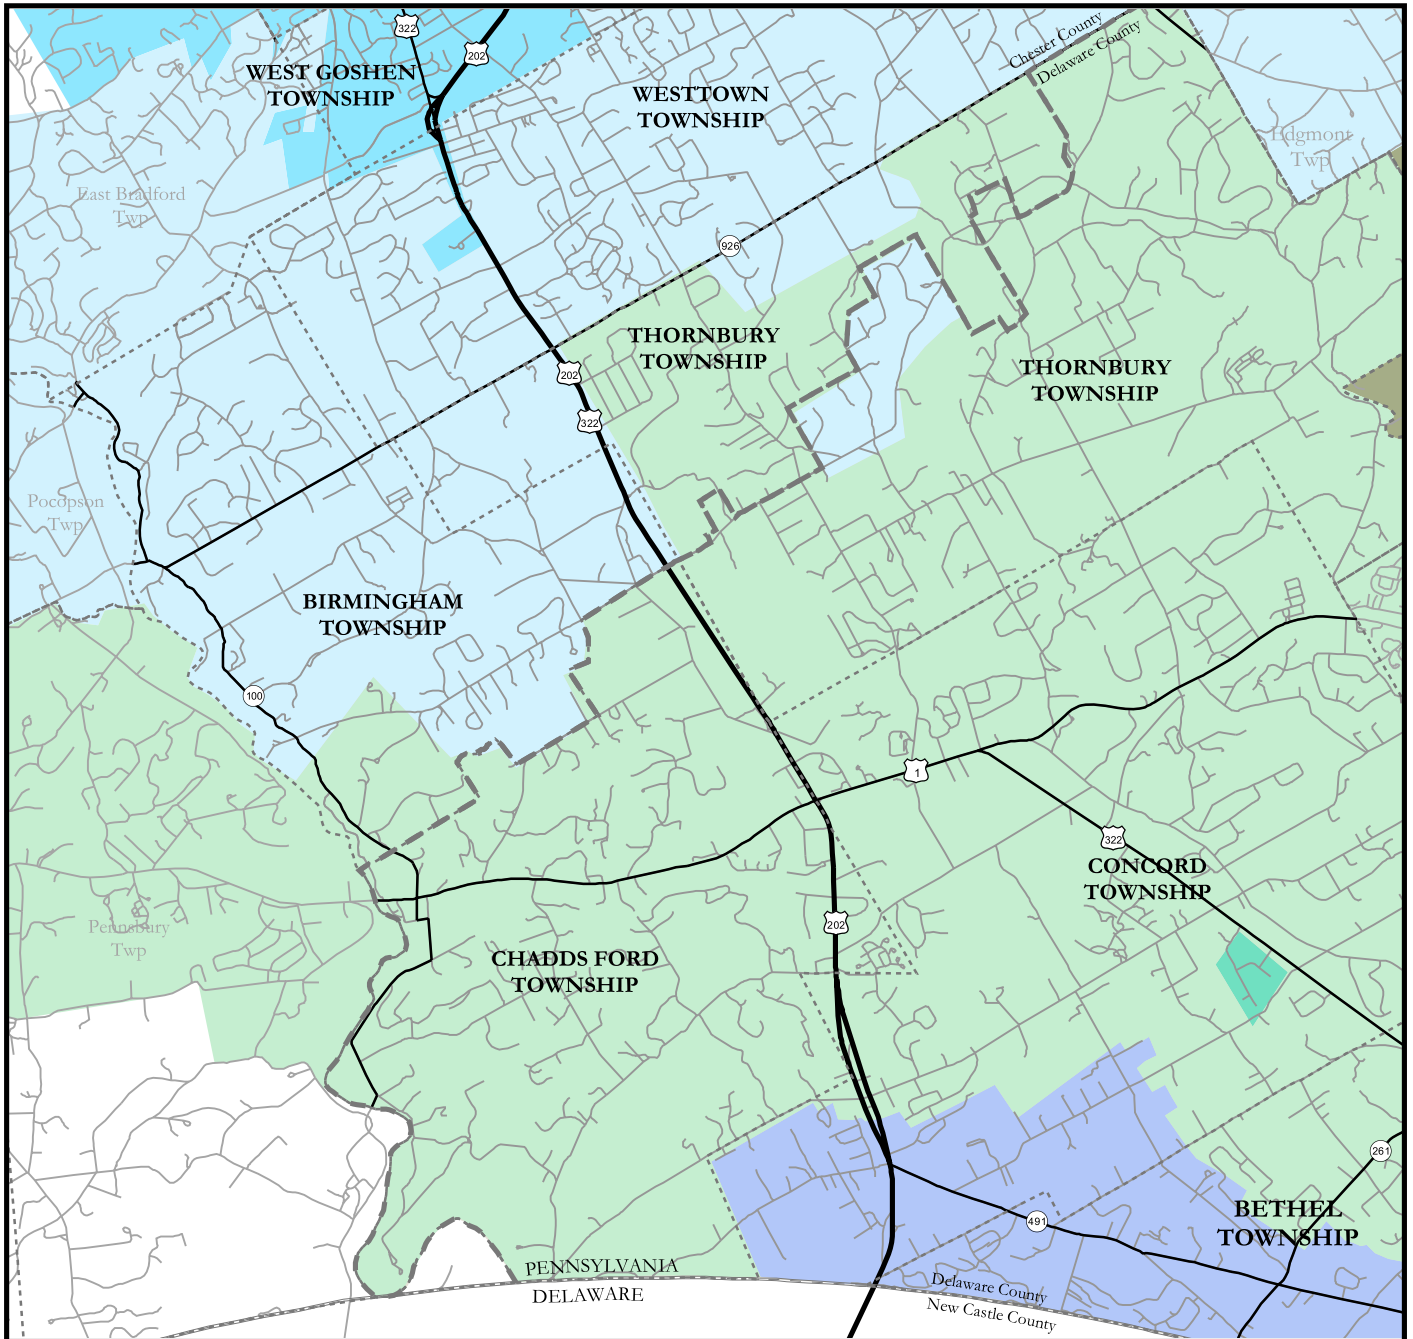 322
202
WEST GOSHEN
TOWNSHIP
WESTTOWN
TOWNSHIP
Chester County
Delaware County
Edgmont
Twp
East Bradford
Twp
926
THORNBURY
TOWNSHIP
202
322
THORNBURY
TOWNSHIP
Pocopson
Twp
BIRMINGHAM
TOWNSHIP
100
1
322
CONCORD
TOWNSHIP
202
Pennsbury
Twp
CHADDS FORD
TOWNSHIP
261
491
BETHEL
TOWNSHIP
PENNSYLVANIA
DELAWARE
Delaware County
New Castle County